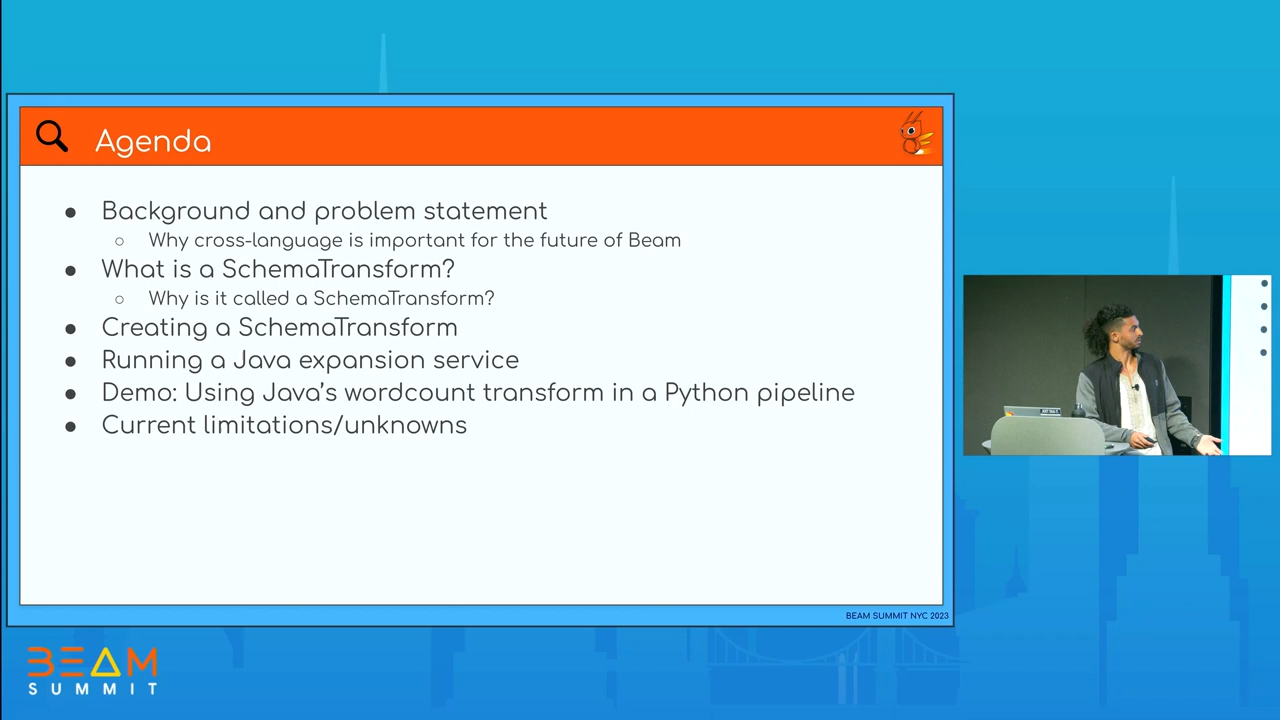 Agenda
● Background and problem statement
○ Why cross-language is important for the future of Beam
● What is a SchemaTransform?
○ Why is it called a SchemaTransform?
● Creating a SchemaTransform
● Running a Java expansion service
● Demo: Using Java's wordcount transform in a Python pipeline
● Current limitations/unknowns
BEAM SUMMIT NYC 2023
BEAM
SUMMIT